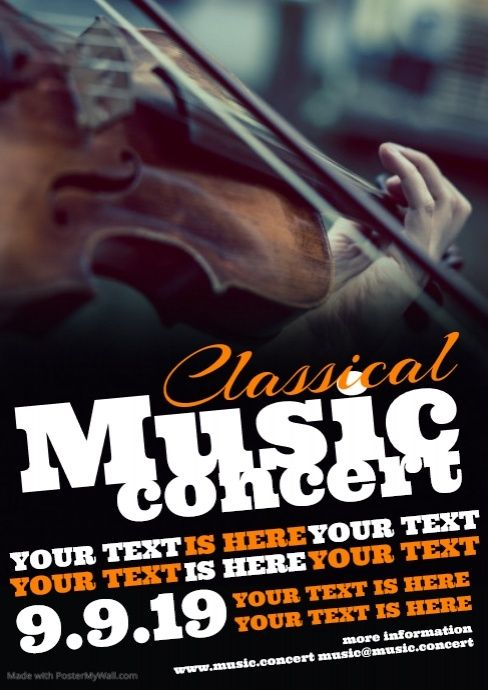 Classical
Music
concert
YOUR TEXT IS HERE YOUR TEXT
YOUR TEXT IS HERE YOUR TEXT
9.9.19
YOUR TEXT IS HERE
YOUR TEXT IS HERE
more information
www.music.concert music@music.concert
Made with PosterMyWall.com